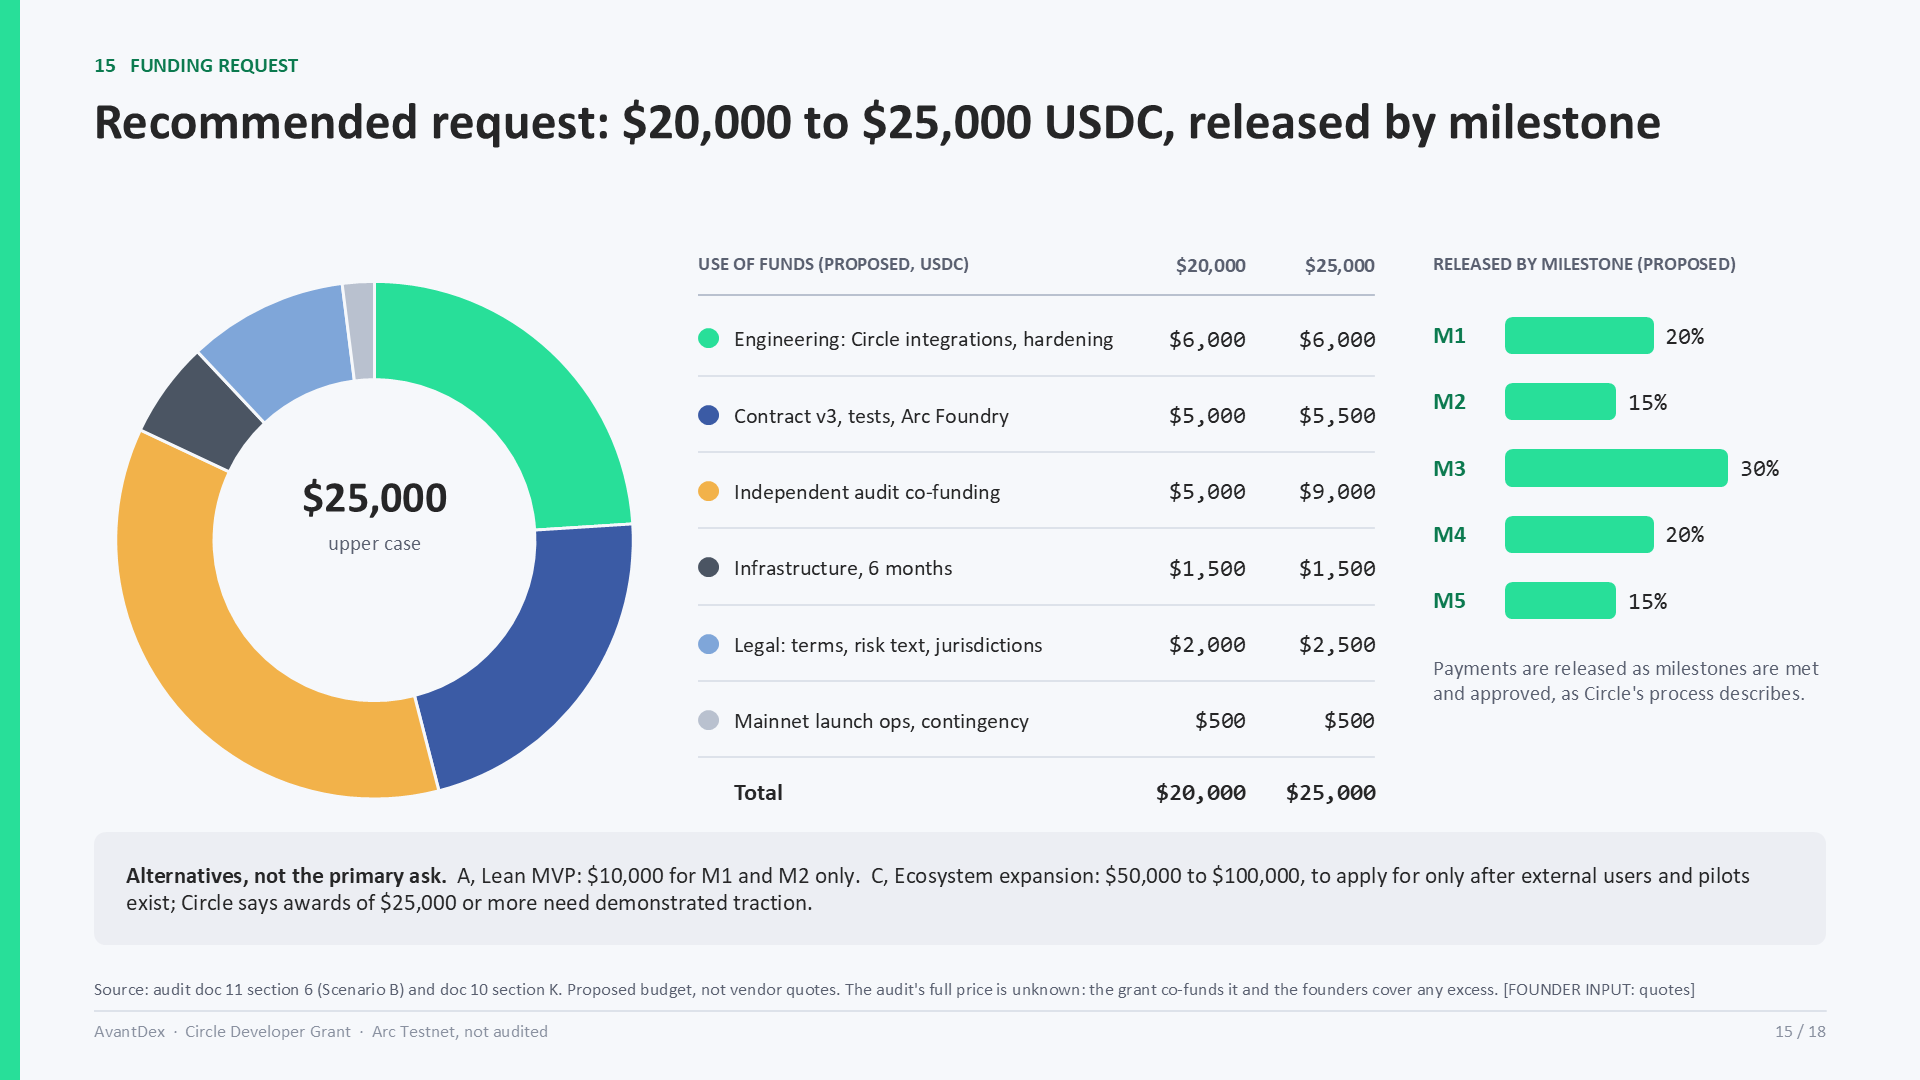 15 FUNDING REQUEST
Recommended request: $20,000 to $25,000 USDC, released by milestone
$25,000
upper case
USE OF FUNDS (PROPOSED, USDC) $20,000 $25,000
Engineering: Circle integrations, hardening $6,000 $6,000
Contract v3, tests, Arc Foundry $5,000 $5,500
Independent audit co-funding $5,000 $9,000
Infrastructure, 6 months $1,500 $1,500
Legal: terms, risk text, jurisdictions $2,000 $2,500
Mainnet launch ops, contingency $500 $500
Total $20,000 $25,000
RELEASED BY MILESTONE (PROPOSED)
M1 20%
M2 15%
M3 30%
M4 20%
M5 15%
Payments are released as milestones are met
and approved, as Circle's process describes.
Alternatives, not the primary ask. A, Lean MVP: $10,000 for M1 and M2 only. C, Ecosystem expansion: $50,000 to $100,000, to apply for only after external users and pilots
exist; Circle says awards of $25,000 or more need demonstrated traction.
Source: audit doc 11 section 6 (Scenario B) and doc 10 section K. Proposed budget, not vendor quotes. The audit's full price is unknown: the grant co-funds it and the founders cover any excess. [FOUNDER INPUT: quotes]
AvantDex · Circle Developer Grant · Arc Testnet, not audited
15 / 18